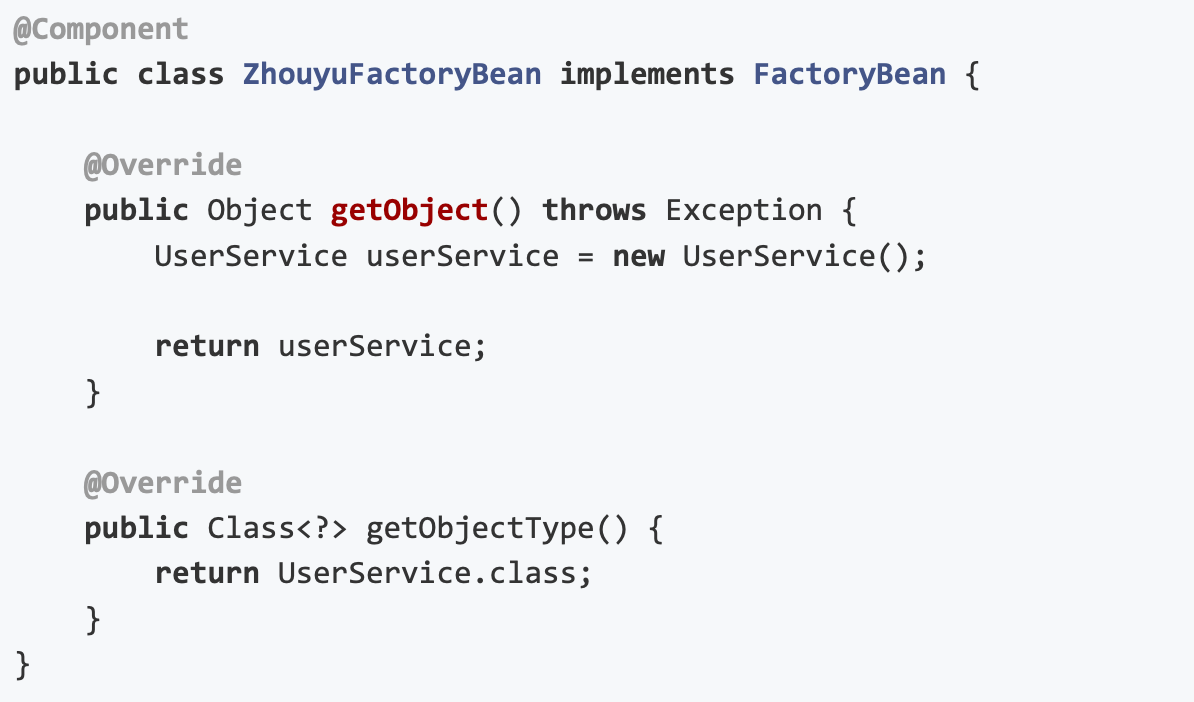 @Component
public class ZhouyuFactoryBean implements FactoryBean {
@Override
public Object getObject() throws Exception {
UserService userService = new UserService();
return userService;
}
@Override
public Class<?> getObjectType() {
return UserService.class;
}
}